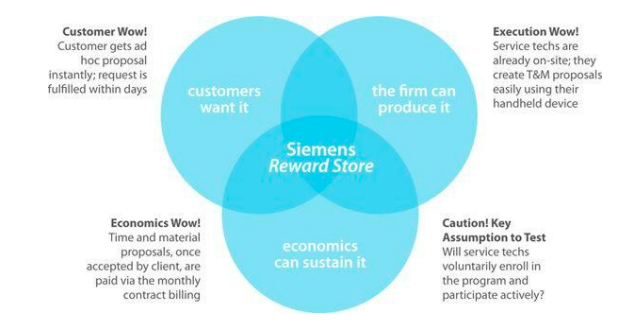 Customer Wow!
Customer gets ad
hoc proposal
instantly; request is
fulfilled within days
Execution Wow!
Service techs are
already on-site; they
create T&M proposals
easily using their
handheld device
customers
want it
the firm can
produce it
Siemens
Reward Store
economics
can sustain it
Economics Wow!
Time and material
proposals, once
accepted by client, are
paid via the monthly
contract billing
Caution! Key
Assumption to Test
Will service techs
voluntarily enroll in
the program and
participate actively?